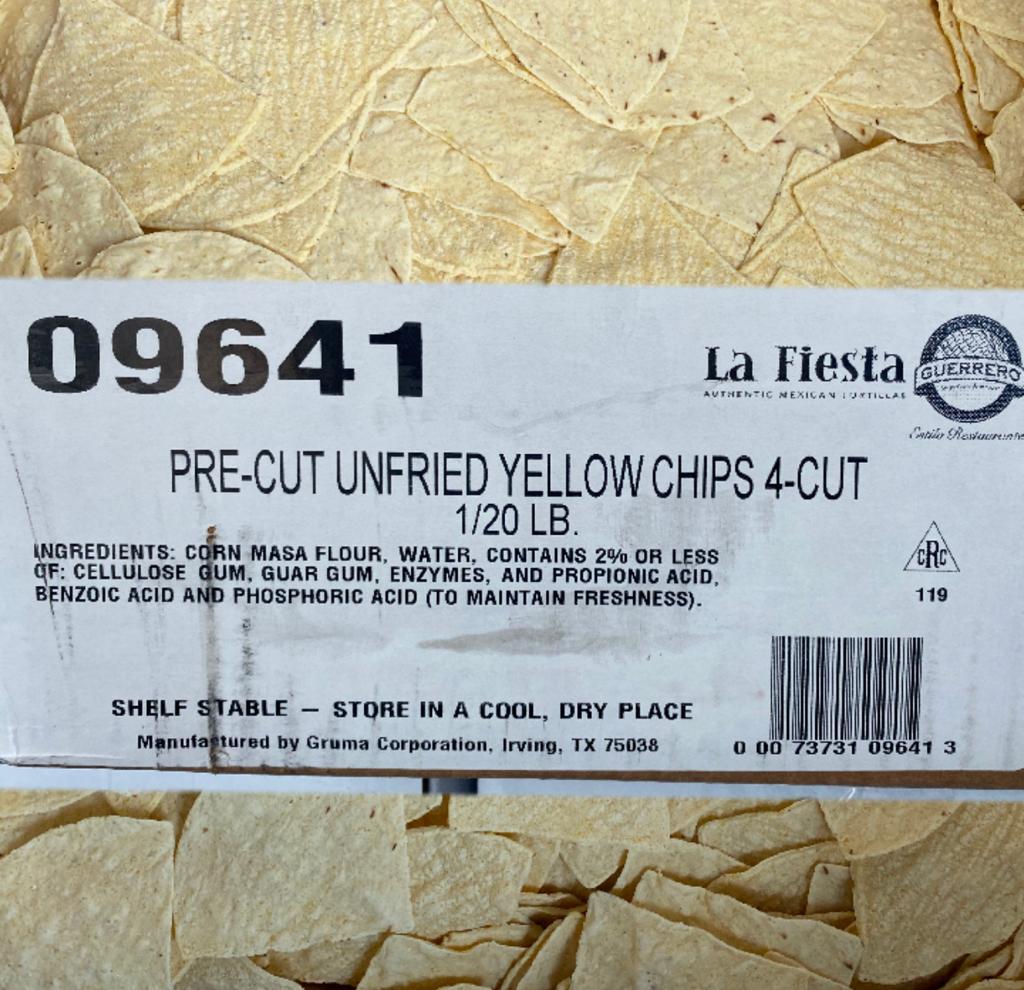 09641
La Fiesta
AUTHENTIC MEXICAN TORTILLAS
GUERRERO
Estilo Restaurante
PRE-CUT UNFRIED YELLOW CHIPS 4-CUT
1/20 LB.
INGREDIENTS: CORN MASA FLOUR, WATER, CONTAINS 2% OR LESS
OF: CELLULOSE GUM, GUAR GUM, ENZYMES, AND PROPIONIC ACID,
BENZOIC ACID AND PHOSPHORIC ACID (TO MAINTAIN FRESHNESS).
cRc
119
SHELF STABLE — STORE IN A COOL, DRY PLACE
Manufactured by Gruma Corporation, Irving, TX 75038
0 00 73731 09641 3